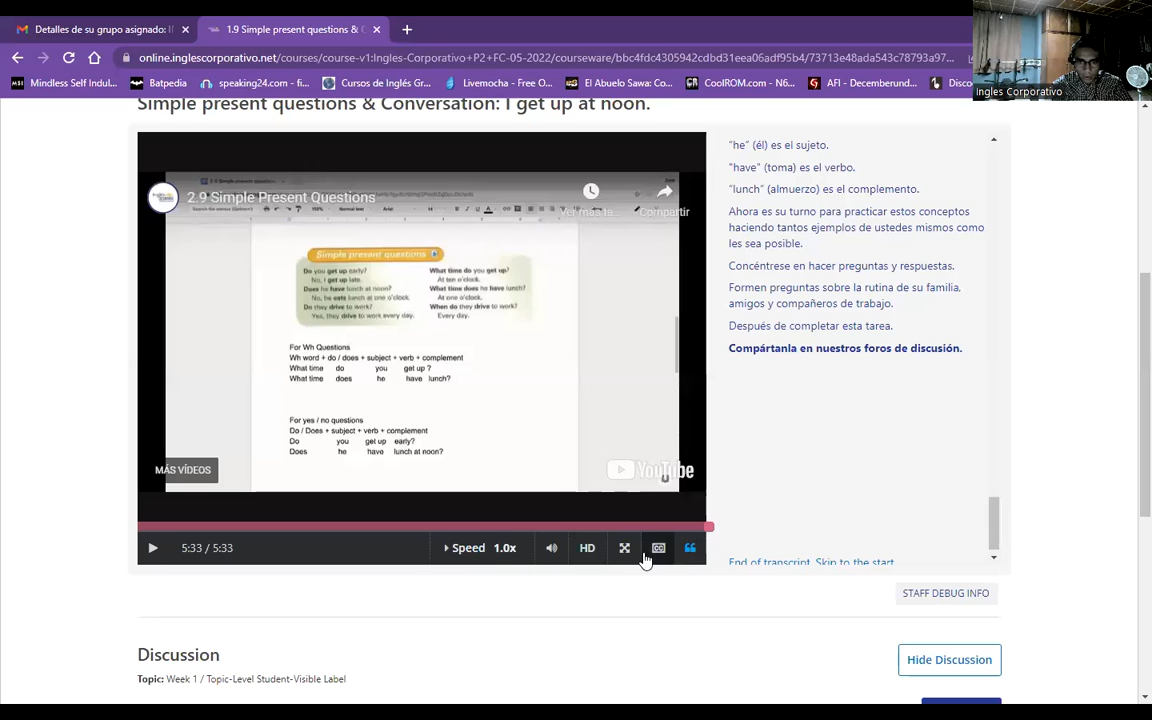 Detalles de su grupo asignado: II
1.9 Simple present questions & C
online.inglescorporativo.net/courses/course-v1:Ingles-Corporativo+P2+FC-05-2022/courseware/bbc4fdc4305942cdbd31eea06adf95b4/73713e48ada543c78793a97...
Mindless Self Indul...
Batpedia
speaking24.com - fi...
Cursos de Inglés Gr...
Livemocha - Free O...
El Abuelo Sawa: Co...
CoolROM.com - N6...
AFI - Decemberund...
Disco
Ingles Corporativo
Simple present questions & Conversation: I get up at noon.
2.9 Simple Present Questions
Ver más ta...
Compartir
Simple present questions
Do you get up early?
No, I get up late.
Does he have lunch at noon?
No, he eats lunch at one o'clock.
Do they drive to work?
Yes, they drive to work every day.
What time do you get up?
At ten o'clock.
What time does he have lunch?
At one o'clock.
When do they drive to work?
Every day.
For Wh Questions
Wh word + do / does + subject + verb + complement
What time do you get up ?
What time does he have lunch?
For yes / no questions
Do / Does + subject + verb + complement
Do you get up early?
Does he have lunch at noon?
MÁS VÍDEOS
YouTube
5:33 / 5:33
Speed 1.0x
HD
CC
"he" (él) es el sujeto.
"have" (toma) es el verbo.
"lunch" (almuerzo) es el complemento.
Ahora es su turno para practicar estos conceptos
haciendo tantos ejemplos de ustedes mismos como
les sea posible.
Concéntrese en hacer preguntas y respuestas.
Formen preguntas sobre la rutina de su familia,
amigos y compañeros de trabajo.
Después de completar esta tarea.
Compártanla en nuestros foros de discusión.
End of transcript. Skip to the start.
STAFF DEBUG INFO
Discussion
Hide Discussion
Topic: Week 1 / Topic-Level Student-Visible Label